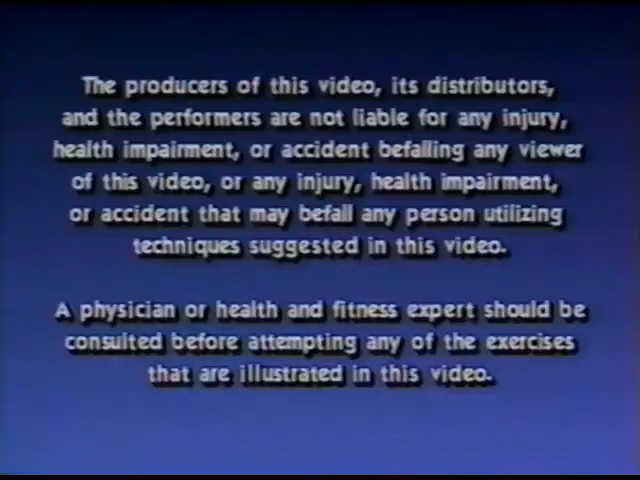 The producers of this video, its distributors,
and the performers are not liable for any injury,
health impairment, or accident befalling any viewer
of this video, or any injury, health impairment,
or accident that may befall any person utilizing
techniques suggested in this video.
A physician or health and fitness expert should be
consulted before attempting any of the exercises
that are illustrated in this video.